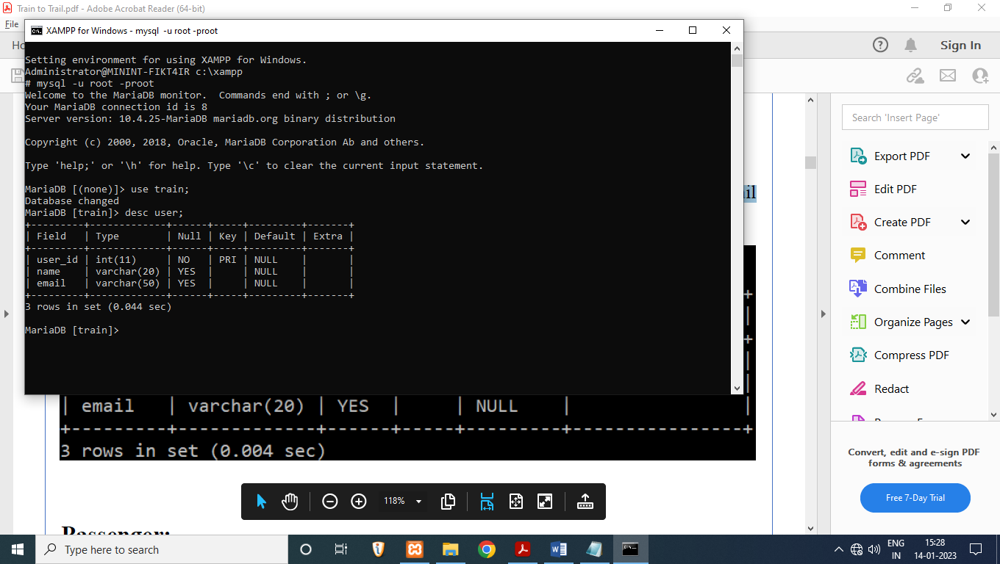 Train to Trail.pdf - Adobe Acrobat Reader (64-bit)
File
XAMPP for Windows - mysql -u root -proot
Sign In
Setting environment for using XAMPP for Windows.
Administrator@MININT-FIKT4IR c:\xampp
# mysql -u root -proot
Welcome to the MariaDB monitor.  Commands end with ; or \g.
Your MariaDB connection id is 8
Server version: 10.4.25-MariaDB mariadb.org binary distribution
Copyright (c) 2000, 2018, Oracle, MariaDB Corporation Ab and others.
Type 'help;' or '\h' for help. Type '\c' to clear the current input statement.
MariaDB [(none)]> use train;
Database changed
MariaDB [train]> desc user;
+---------+-------------+------+-----+---------+-------+
| Field   | Type        | Null | Key | Default | Extra |
+---------+-------------+------+-----+---------+-------+
| user_id | int(11)     | NO   | PRI | NULL    |       |
| name    | varchar(20) | YES  |     | NULL    |       |
| email   | varchar(50) | YES  |     | NULL    |       |
+---------+-------------+------+-----+---------+-------+
3 rows in set (0.044 sec)
MariaDB [train]>
| email   | varchar(20) | YES  |     | NULL    |                |
+---------+-------------+------+-----+---------+----------------+
3 rows in set (0.004 sec)
118%
Passenger:
Search 'Insert Page'
Export PDF
Edit PDF
Create PDF
Comment
Combine Files
Organize Pages
Compress PDF
Redact
Convert, edit and e-sign PDF
forms & agreements
Free 7-Day Trial
Type here to search
ENG
IN
15:28
14-01-2023